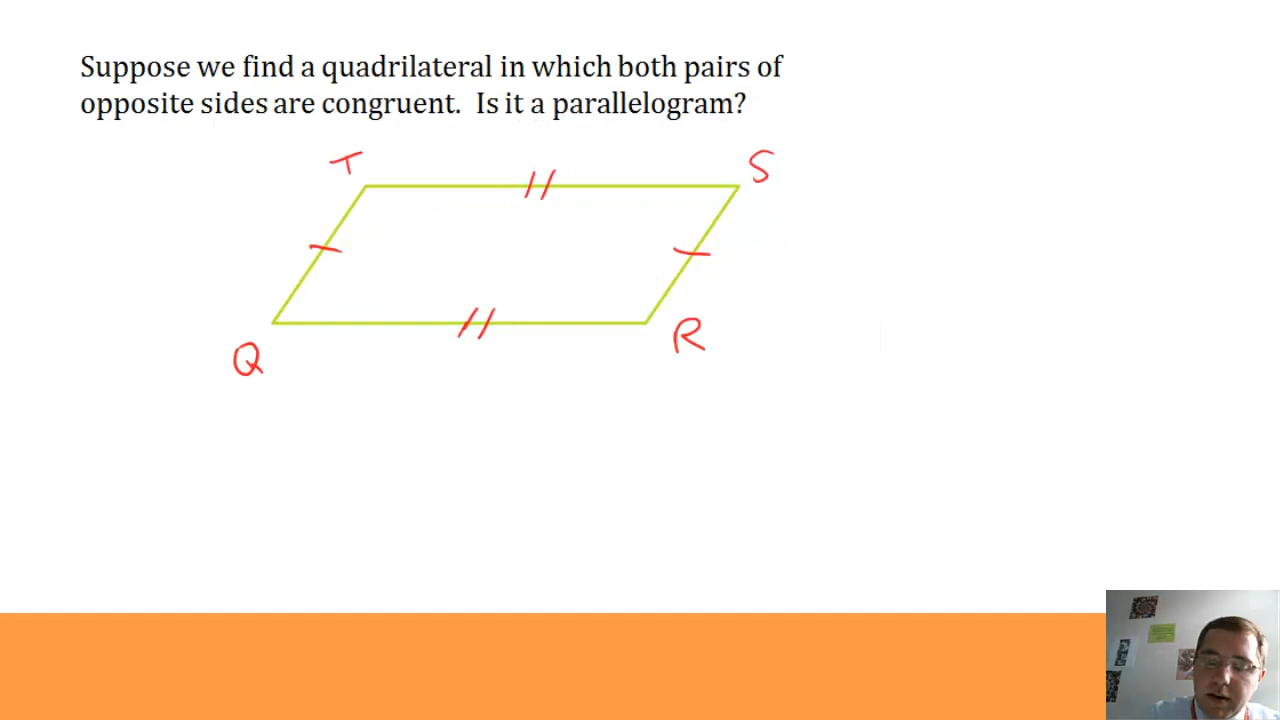 Suppose we find a quadrilateral in which both pairs of
opposite sides are congruent. Is it a parallelogram?
T
S
Q
R